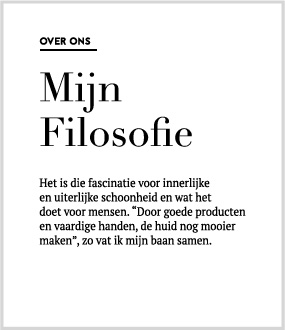 OVER ONS
Mijn
Filosofie
Het is die fascinatie voor innerlijke
en uiterlijke schoonheid en wat het
doet voor mensen. “Door goede producten
en vaardige handen, de huid nog mooier
maken”, zo vat ik mijn baan samen.